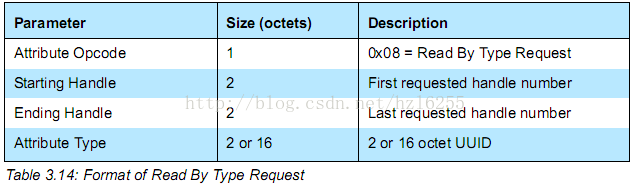 Parameter Size (octets) Description
Attribute Opcode 1 0x08 = Read By Type Request
Starting Handle 2 First requested handle number
http://blog.csdn.net/hzl6255
Ending Handle 2 Last requested handle number
Attribute Type 2 or 16 2 or 16 octet UUID
Table 3.14: Format of Read By Type Request